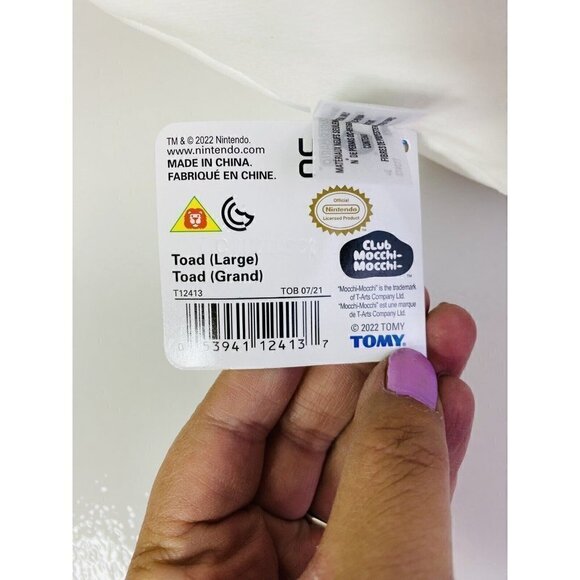 TM & © 2022 Nintendo.
www.nintendo.com
MADE IN CHINA.
FABRIQUÉ EN CHINE.
Official
Nintendo
Licensed Product
CLub
Mocchi-
Mocchi-
TM
Toad (Large)
Toad (Grand)
T12413
TOB 07/21
"Mocchi-Mocchi" is the trademark
of T-Arts Company Ltd.
"Mocchi-Mocchi" est une marque
de T-Arts Company Ltd.
© 2022 TOMY
TOMY
0 53941 12413 7